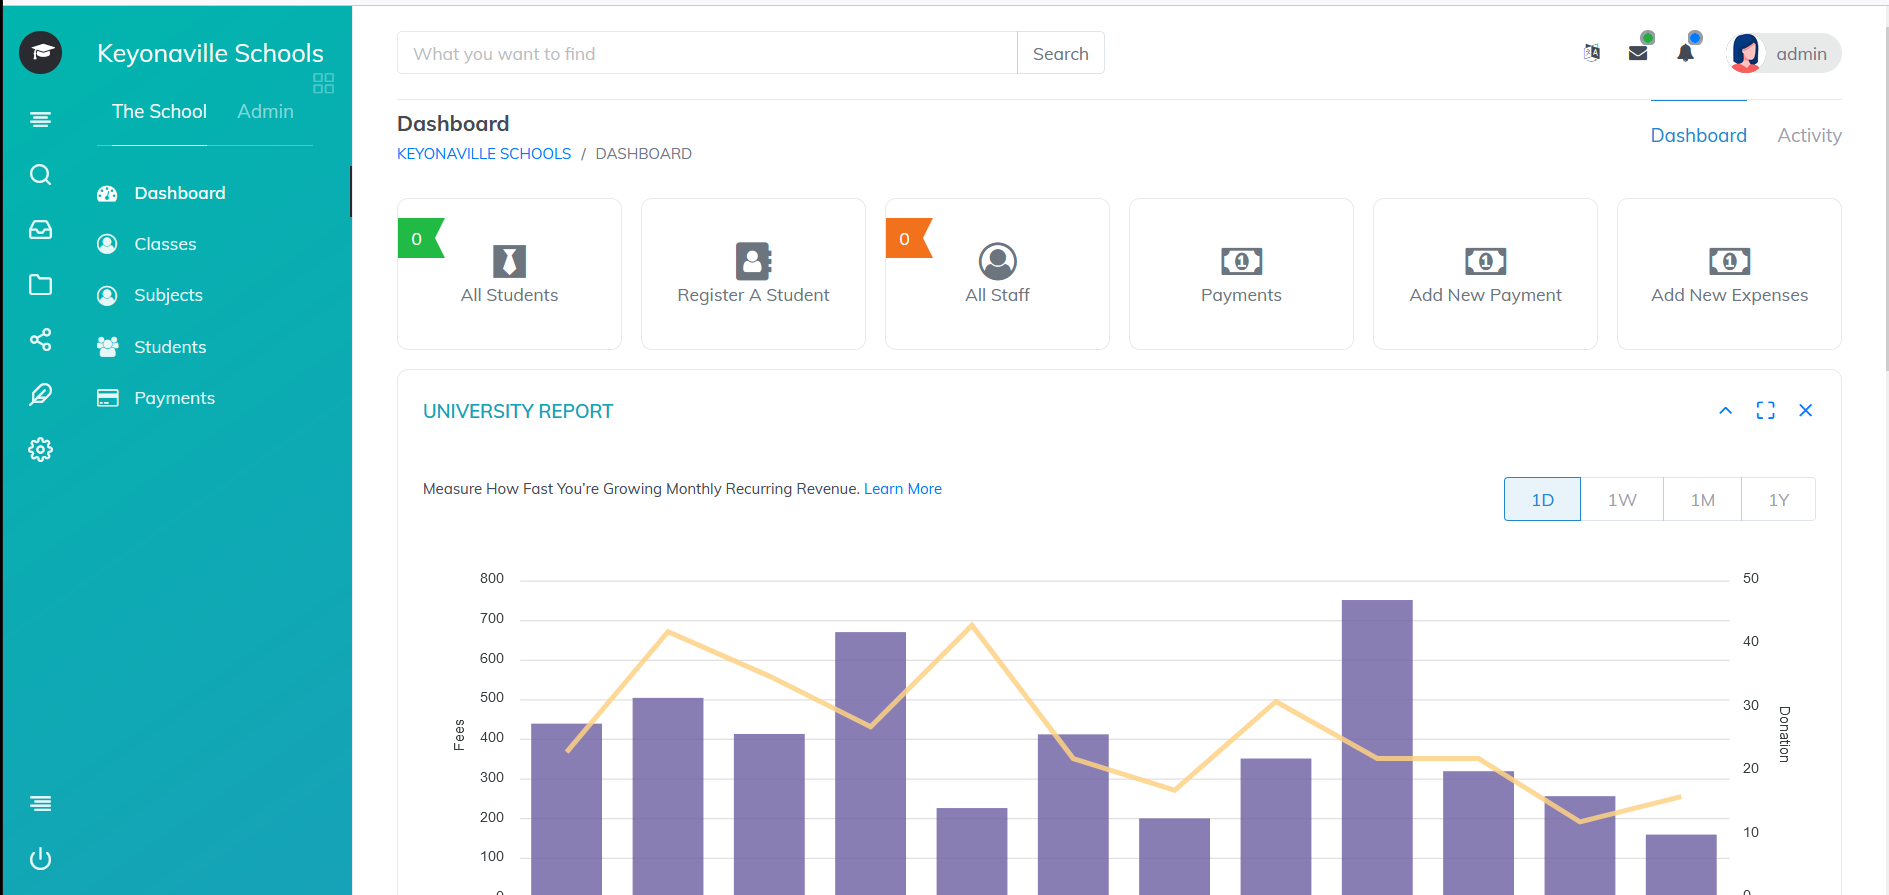 Keyonaville Schools
The School Admin
Dashboard
Classes
Subjects
Students
Payments
What you want to find Search
admin
Dashboard
KEYONAVILLE SCHOOLS / DASHBOARD
Dashboard Activity
0
All Students
Register A Student
0
All Staff
Payments
Add New Payment
Add New Expenses
UNIVERSITY REPORT
Measure How Fast You’re Growing Monthly Recurring Revenue. Learn More
1D 1W 1M 1Y
800
700
600
500
400
300
200
100
0
Fees
50
40
30
20
10
0
Donation